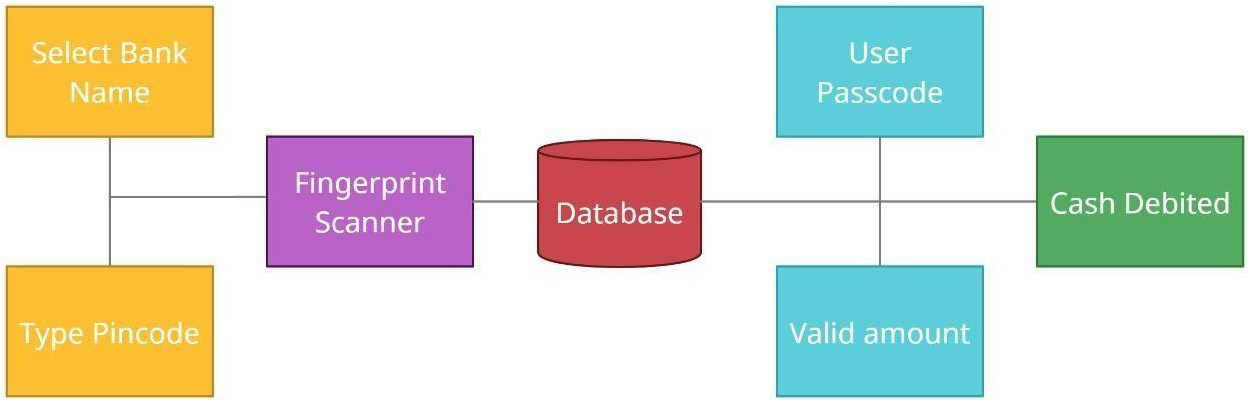 Select Bank
Name
Type Pincode
Fingerprint
Scanner
Database
User
Passcode
Valid amount
Cash Debited